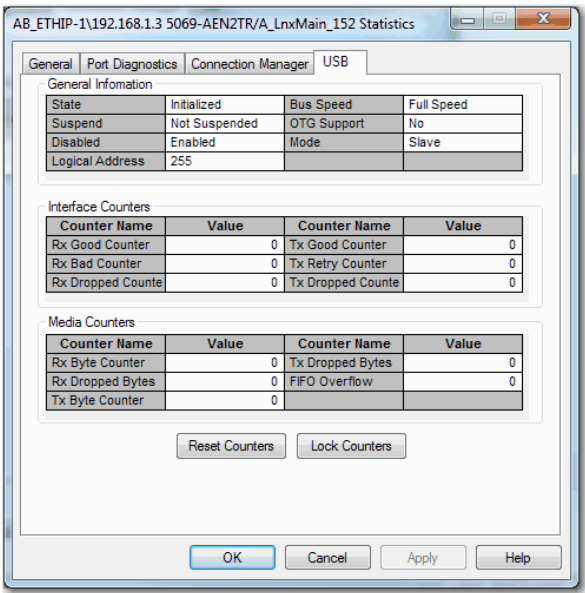 AB_ETHIP-1\192.168.1.3 5069-AEN2TR/A_LnxMain_152 Statistics
General Port Diagnostics Connection Manager USB
General Infomation
State Initialized Bus Speed Full Speed
Suspend Not Suspended OTG Support No
Disabled Enabled Mode Slave
Logical Address 255
Interface Counters
Counter Name Value Counter Name Value
Rx Good Counter 0 Tx Good Counter 0
Rx Bad Counter 0 Tx Retry Counter 0
Rx Dropped Counte 0 Tx Dropped Counte 0
Media Counters
Counter Name Value Counter Name Value
Rx Byte Counter 0 Tx Dropped Bytes 0
Rx Dropped Bytes 0 FIFO Overflow 0
Tx Byte Counter 0
Reset Counters Lock Counters
OK Cancel Apply Help